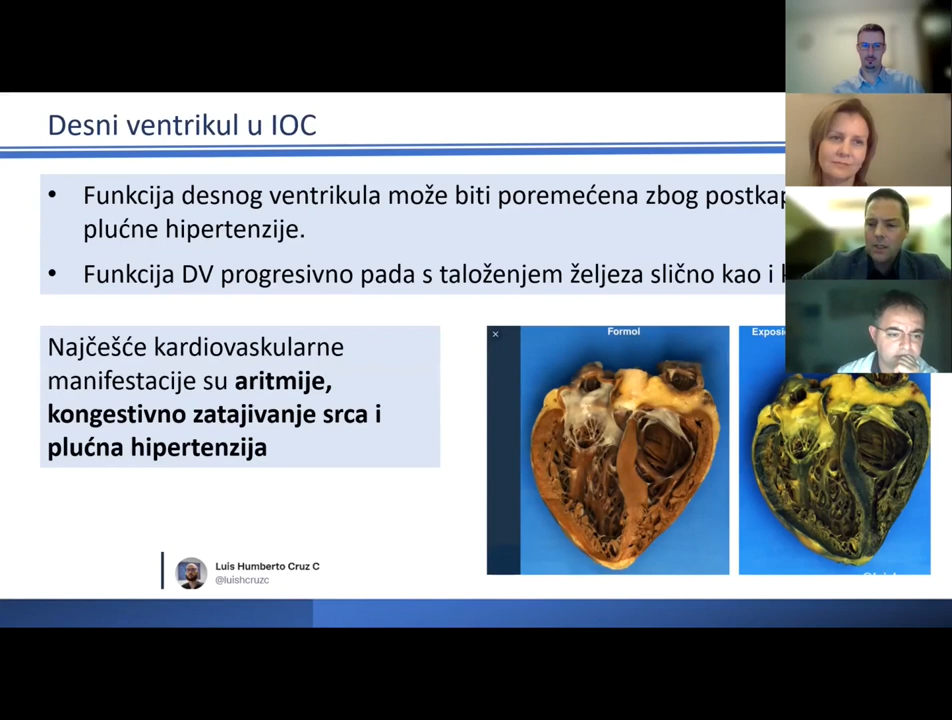 Desni ventrikul u IOC
• Funkcija desnog ventrikula može biti poremećena zbog
plućne hipertenzije.
• Funkcija DV progresivno pada s taloženjem željeza slično kao i
Najčešće kardiovaskularne
manifestacije su aritmije,
kongestivno zatajivanje srca i
plućna hipertenzija
× Formol
Luis Humberto Cruz C
@luishcruzc